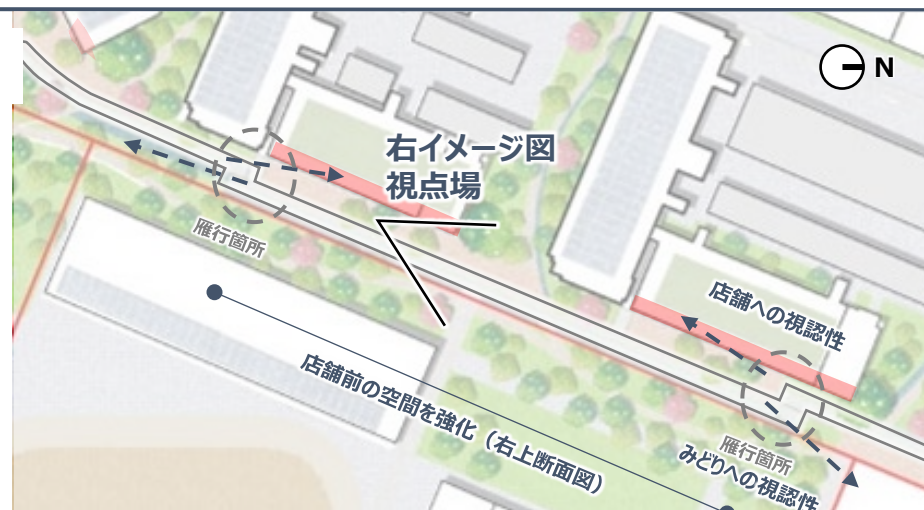 N
右イメージ図
視点場
雁行箇所
店舗への視認性
店舗前の空間を強化（右上断面図）
雁行箇所
みどりへの視認性